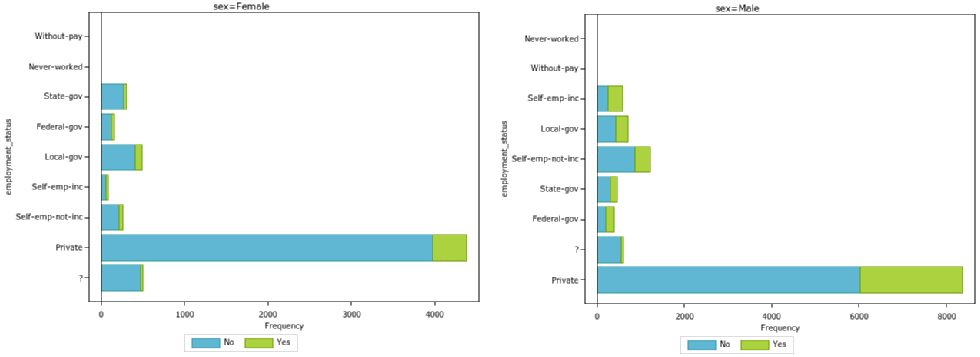 sex=Female
Without-pay
Never-worked
State-gov
Federal-gov
Local-gov
Self-emp-inc
Self-emp-not-inc
Private
?
employment_status
0 1000 2000 3000 4000
Frequency
No Yes
sex=Male
Never-worked
Without-pay
Self-emp-inc
Local-gov
Self-emp-not-inc
State-gov
Federal-gov
?
Private
employment_status
0 2000 4000 6000 8000
Frequency
No Yes